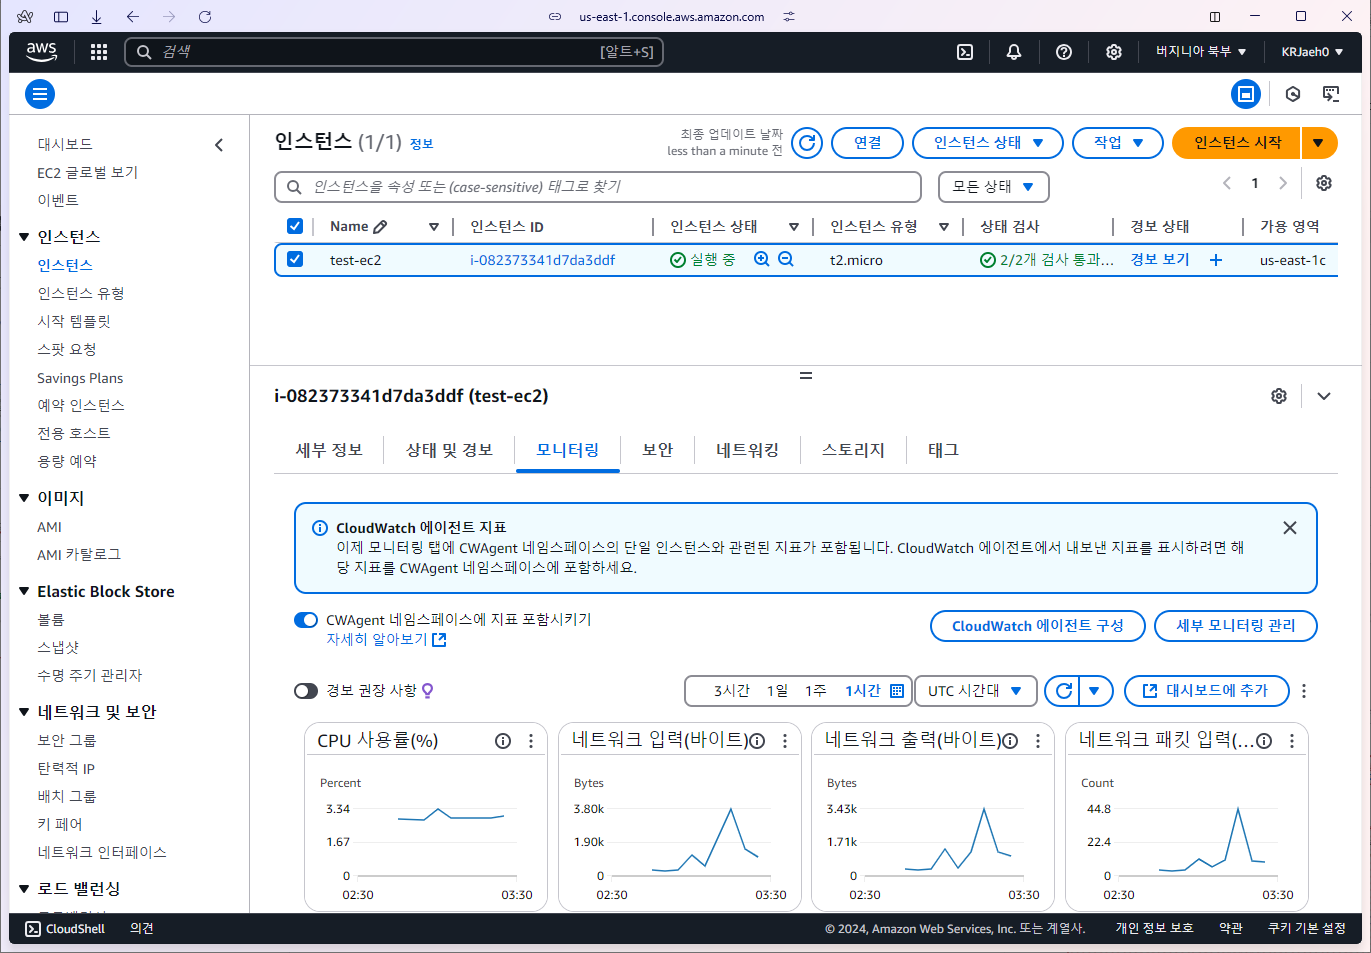 us-east-1.console.aws.amazon.com
aws
검색
[알트+S]
버지니아 북부
KRJaeh0
대시보드
EC2 글로벌 보기
이벤트
인스턴스
인스턴스
인스턴스 유형
시작 템플릿
스팟 요청
Savings Plans
예약 인스턴스
전용 호스트
용량 예약
이미지
AMI
AMI 카탈로그
Elastic Block Store
볼륨
스냅샷
수명 주기 관리자
네트워크 및 보안
보안 그룹
탄력적 IP
배치 그룹
키 페어
네트워크 인터페이스
로드 밸런싱
인스턴스 (1/1) 정보
최종 업데이트 날짜
less than a minute 전
연결
인스턴스 상태
작업
인스턴스 시작
인스턴스을 속성 또는 (case-sensitive) 태그로 찾기
모든 상태
1
Name
인스턴스 ID
인스턴스 상태
인스턴스 유형
상태 검사
경보 상태
가용 영역
test-ec2
i-082373341d7da3ddf
실행 중
t2.micro
2/2개 검사 통과...
경보 보기
us-east-1c
i-082373341d7da3ddf (test-ec2)
세부 정보
상태 및 경보
모니터링
보안
네트워킹
스토리지
태그
CloudWatch 에이전트 지표
이제 모니터링 탭에 CWAgent 네임스페이스의 단일 인스턴스와 관련된 지표가 포함됩니다. CloudWatch 에이전트에서 내보낸 지표를 표시하려면 해
당 지표를 CWAgent 네임스페이스에 포함하세요.
CWAgent 네임스페이스에 지표 포함시키기
자세히 알아보기
CloudWatch 에이전트 구성
세부 모니터링 관리
경보 권장 사항
3시간
1일
1주
1시간
UTC 시간대
대시보드에 추가
CPU 사용률(%)
Percent
3.34
1.67
0
02:30
03:30
네트워크 입력(바이트)
Bytes
3.80k
1.90k
0
02:30
03:30
네트워크 출력(바이트)
Bytes
3.43k
1.71k
0
02:30
03:30
네트워크 패킷 입력(...
Count
44.8
22.4
0
02:30
03:30
CloudShell
의견
© 2024, Amazon Web Services, Inc. 또는 계열사.
개인 정보 보호
약관
쿠키 기본 설정